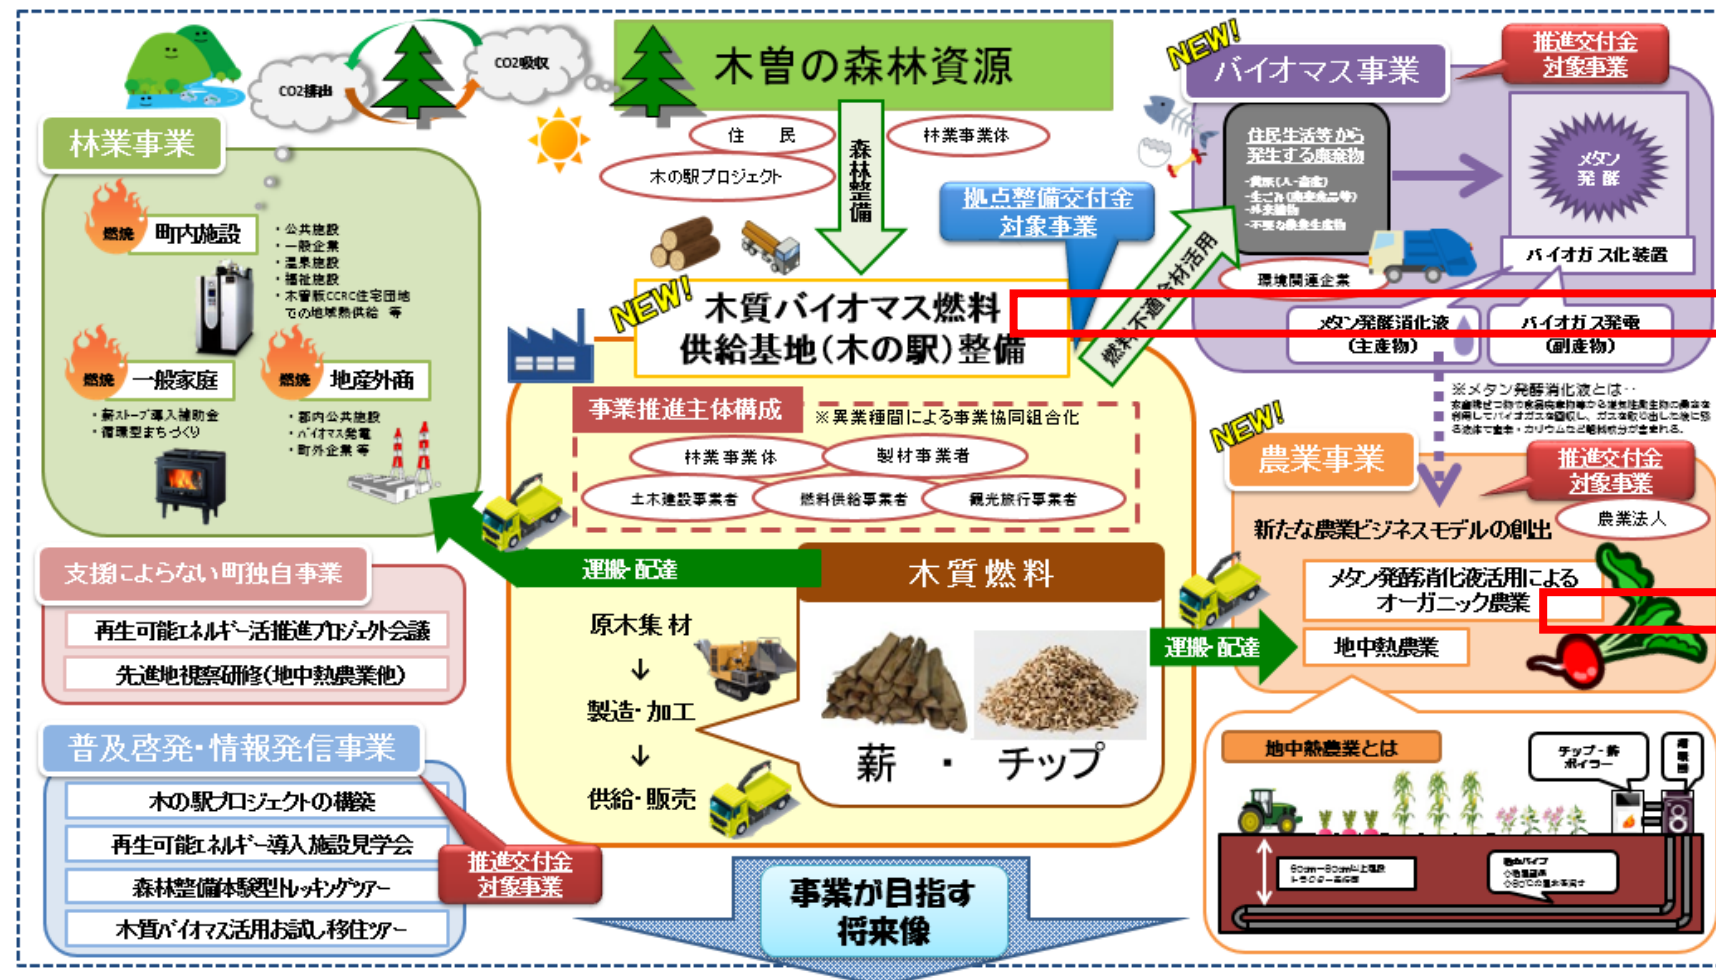 木曽の森林資源
CO2吸収
CO2排出
住　民
林業事業体
木の駅プロジェクト
森林整備
拠点整備交付金
対象事業
NEW!
木質バイオマス燃料
供給基地(木の駅)整備
燃料不適合材活用
林業事業
燃焼
町内施設
・公共施設
・一般企業
・温泉施設
・福祉施設
・木曽版CCRC住宅団地
での地域熱供給 等
燃焼
一般家庭
・薪ストーブ導入補助金
・循環型まちづくり
燃焼
地産外商
・郡内公共施設
・バイオマス発電
・町外企業 等
事業推進主体構成
※異業種間による事業協同組合化
林業事業体
製材事業者
土木建設事業者
燃料供給事業者
観光旅行事業者
運搬・配達
木質燃料
原木集材
↓
製造・加工
↓
供給・販売
薪 ・ チップ
運搬・配達
支援によらない町独自事業
再生可能エネルギー活推進プロジェクト会議
先進地視察研修(地中熱農業他)
普及啓発・情報発信事業
木の駅プロジェクトの構築
再生可能エネルギー導入施設見学会
森林整備体験型トレッキングツアー
木質バイオマス活用お試し移住ツアー
推進交付金
対象事業
事業が目指す
将来像
NEW!
バイオマス事業
推進交付金
対象事業
住民生活等から
発生する廃棄物
・外来植物
・不要な農業生産物
メタン
発酵
バイオガス化装置
環境関連企業
メタン発酵消化液
(主産物)
バイオガス発電
(副産物)
※メタン発酵消化液とは・・
NEW!
農業事業
推進交付金
対象事業
農業法人
新たな農業ビジネスモデルの創出
メタン発酵消化液活用による
オーガニック農業
地中熱農業
地中熱農業とは
チップ・薪
ボイラー